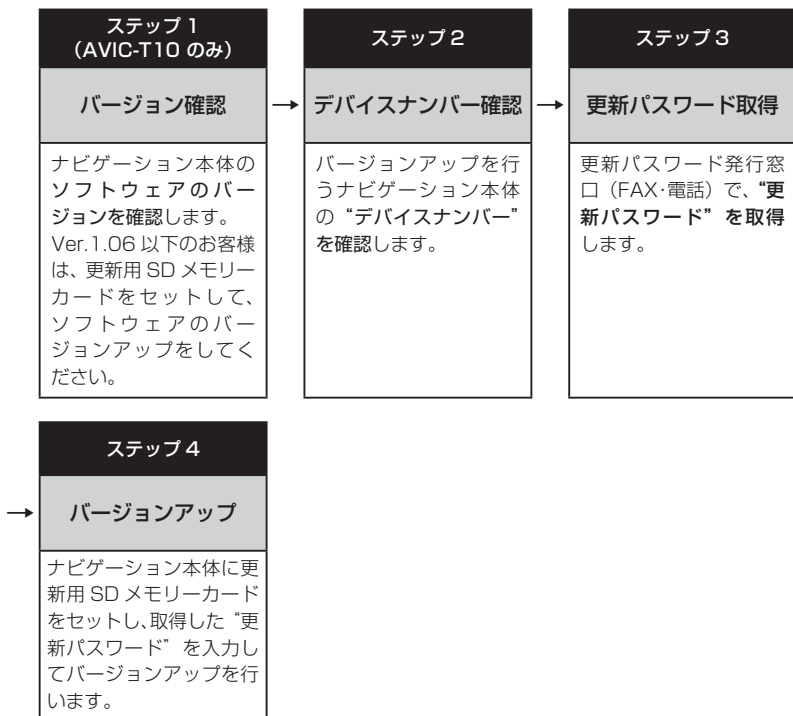 ステップ 1
（AVIC-T10 のみ）
バージョン確認
ナビゲーション本体の
ソフトウェアのバー
ジョンを確認します。
Ver.1.06 以下のお客様
は、更新用 SD メモリー
カードをセットして、
ソフトウェアのバー
ジョンアップをしてく
ださい。
→
ステップ 2
デバイスナンバー確認
バージョンアップを行
うナビゲーション本体
の“デバイスナンバー”
を確認します。
→
ステップ 3
更新パスワード取得
更新パスワード発行窓
口（FAX・電話）で、“更
新パスワード”を取得
します。
→
ステップ 4
バージョンアップ
ナビゲーション本体に更
新用 SD メモリーカード
をセットし、取得した“更
新パスワード”を入力し
てバージョンアップを行
います。